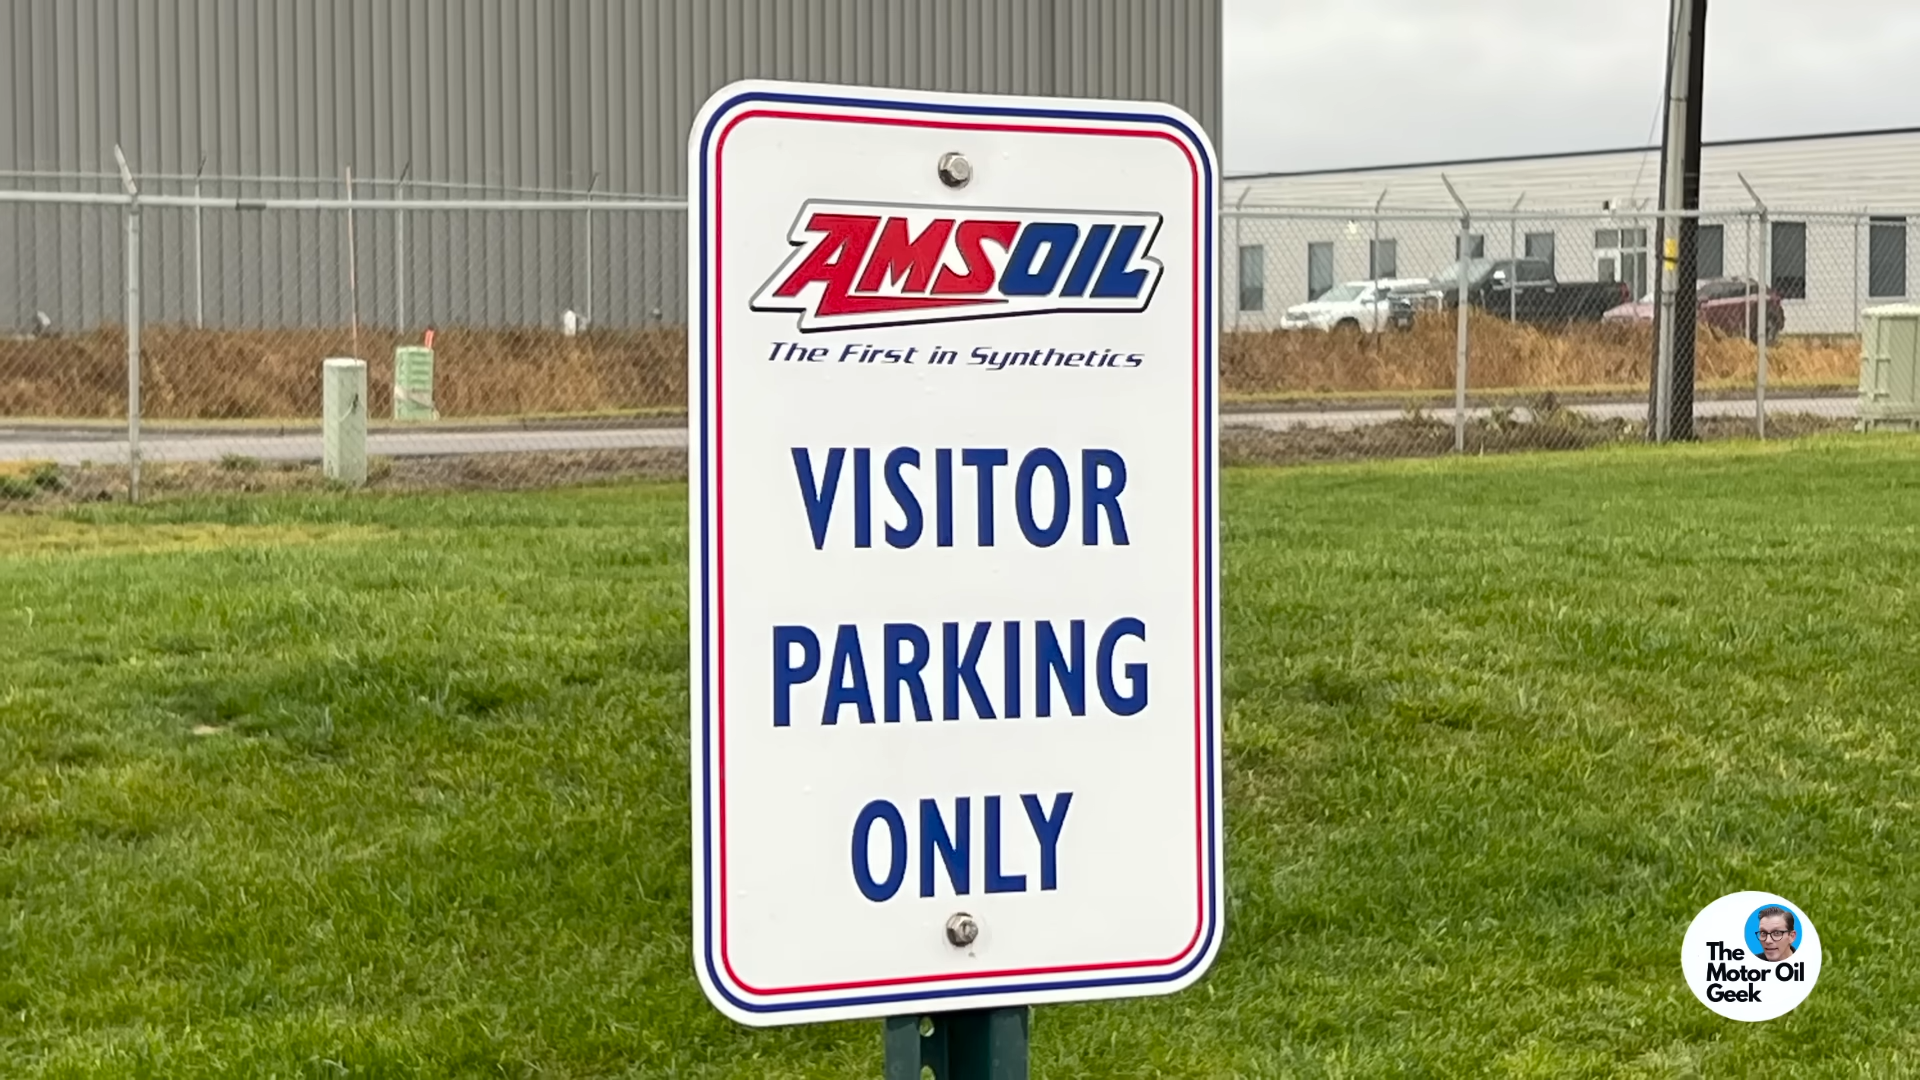 AMSOIL
The First in Synthetics
VISITOR
PARKING
ONLY
The
Motor Oil
Geek